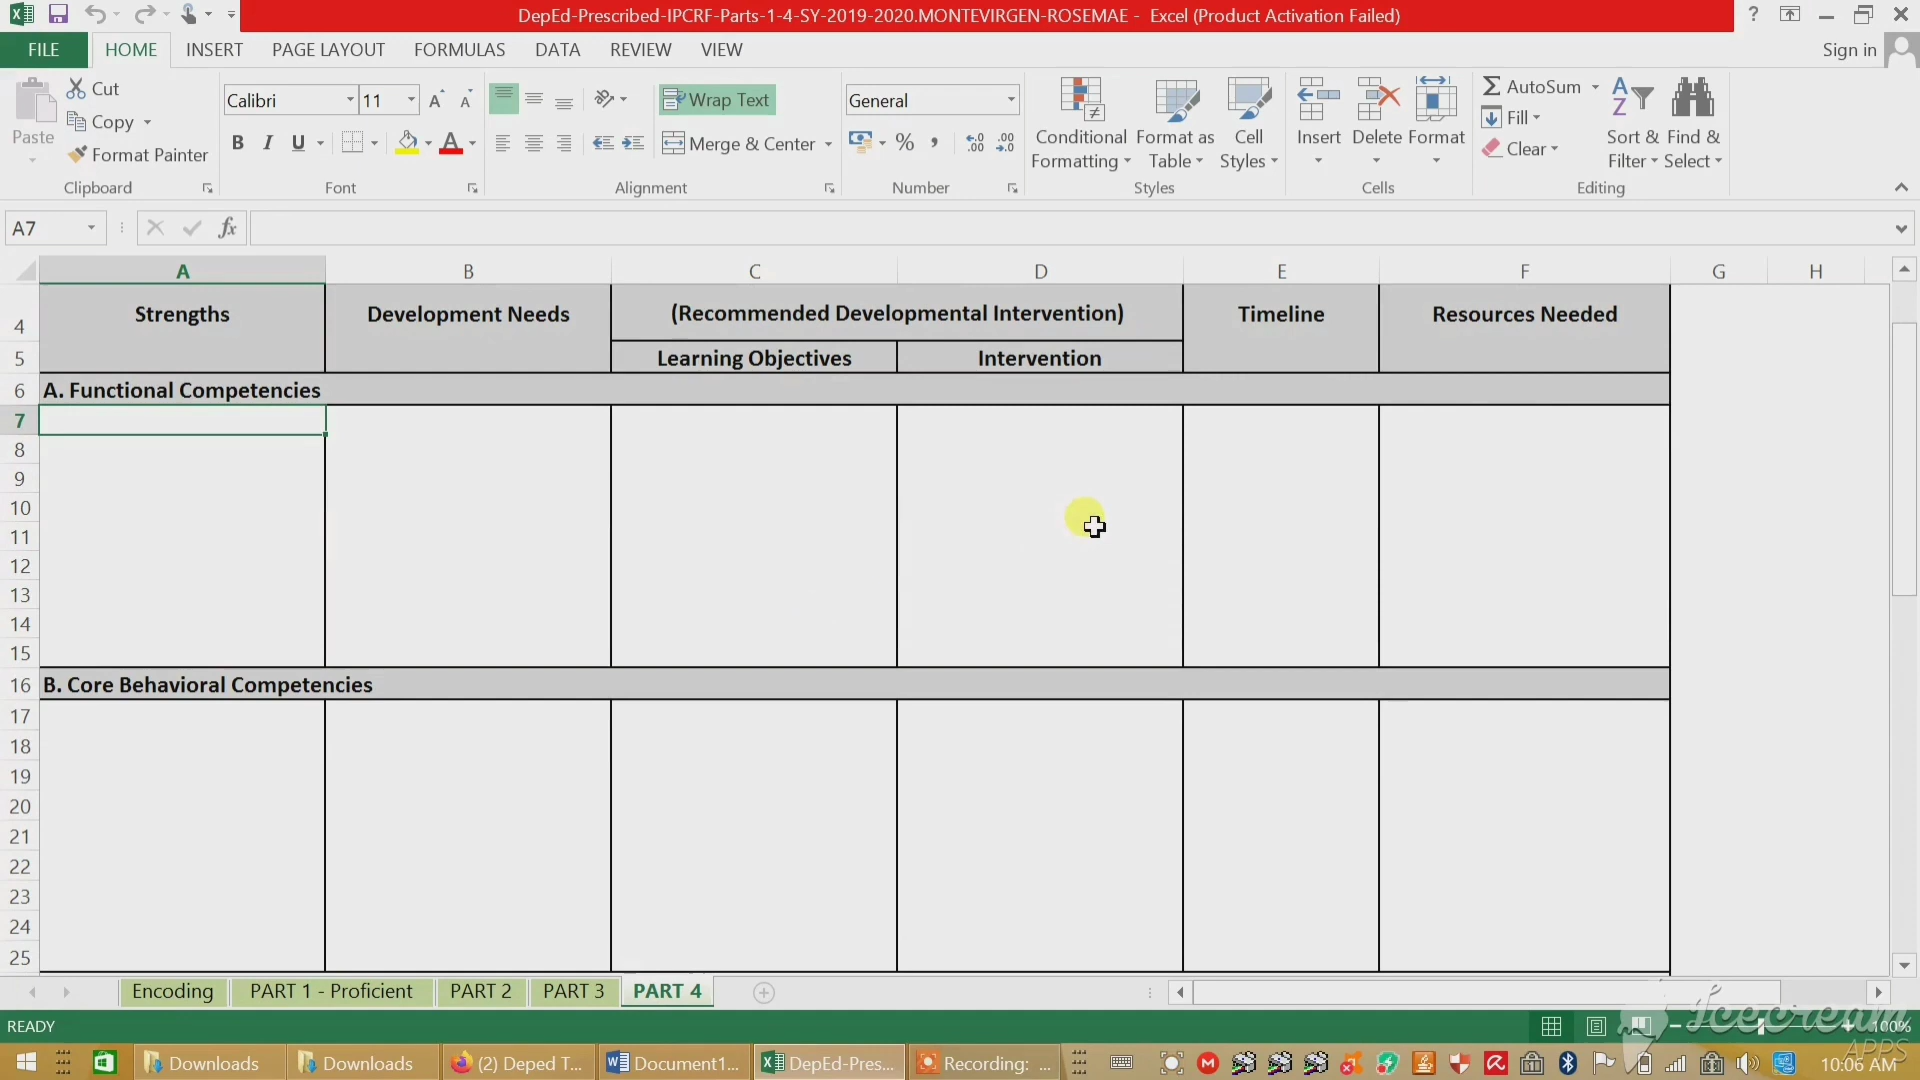 DepEd-Prescribed-IPCRF-Parts-1-4-SY-2019-2020.MONTEVIRGEN-ROSEMAE - Excel (Product Activation Failed)
?
FILE HOME INSERT PAGE LAYOUT FORMULAS DATA REVIEW VIEW Sign in
Paste
Cut
Copy
Format Painter
Clipboard
Calibri 11
B I U
Font
Wrap Text
Merge & Center
Alignment
General
Number
Conditional Formatting
Format as Table
Cell Styles
Styles
Insert Delete Format
Cells
AutoSum
Fill
Clear
Sort & Filter
Find & Select
Editing
A7 fx
A B C D E F G H
4 Strengths Development Needs (Recommended Developmental Intervention) Timeline Resources Needed
5 Learning Objectives Intervention
6 A. Functional Competencies
7
8
9
10
11
12
13
14
15
16 B. Core Behavioral Competencies
17
18
19
20
21
22
23
24
25
Encoding PART 1 - Proficient PART 2 PART 3 PART 4
READY 100%
Icecream
APPS
Downloads Downloads (2) Deped T... Document1... DepEd-Pres... Recording: ... 10:06 AM